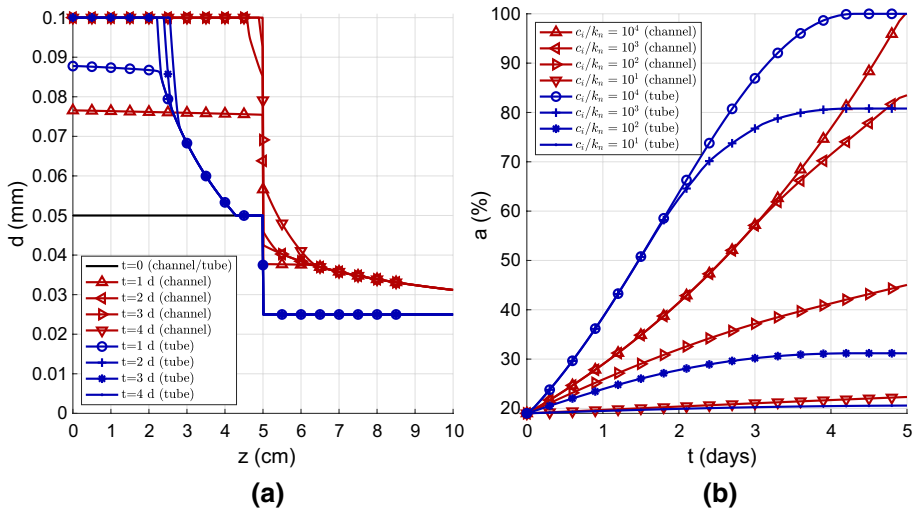 d (mm)
0.1
0.09
0.08
0.07
0.06
0.05
0.04
0.03
0.02
0.01
0
t=0 (channel/tube)
t=1 d (channel)
t=2 d (channel)
t=3 d (channel)
t=4 d (channel)
t=1 d (tube)
t=2 d (tube)
t=3 d (tube)
t=4 d (tube)
0 1 2 3 4 5 6 7 8 9 10
z (cm)
(a)
a (%)
100
90
80
70
60
50
40
30
20
c_i/k_n = 10^4 (channel)
c_i/k_n = 10^3 (channel)
c_i/k_n = 10^2 (channel)
c_i/k_n = 10^1 (channel)
c_i/k_n = 10^4 (tube)
c_i/k_n = 10^3 (tube)
c_i/k_n = 10^2 (tube)
c_i/k_n = 10^1 (tube)
0 1 2 3 4 5
t (days)
(b)